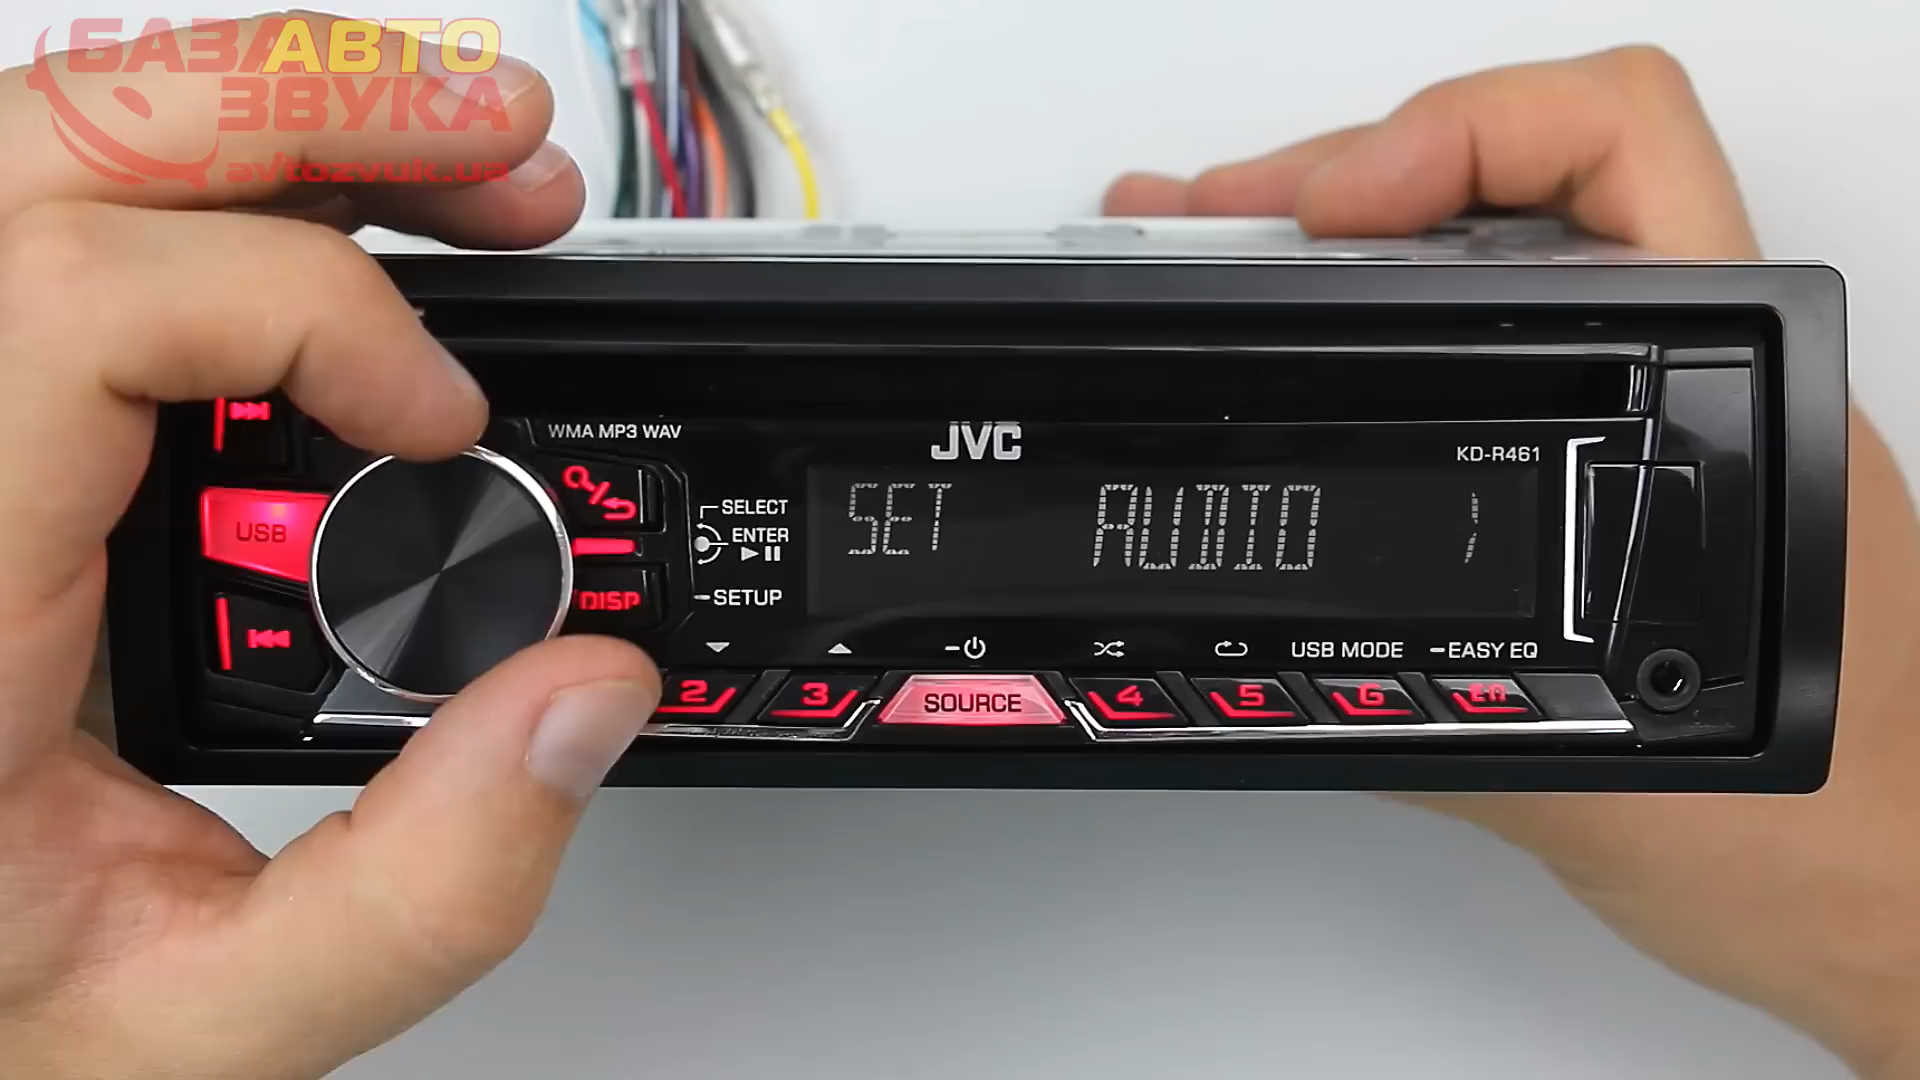 БАЗА АВТО
ЗВУКА
avtozvuk.ua
WMA MP3 WAV
JVC
KD-R461
SELECT
ENTER
SETUP
SET AUDIO
USB
DISP
USB MODE
EASY EQ
2 3 SOURCE 4 5 6 EQ